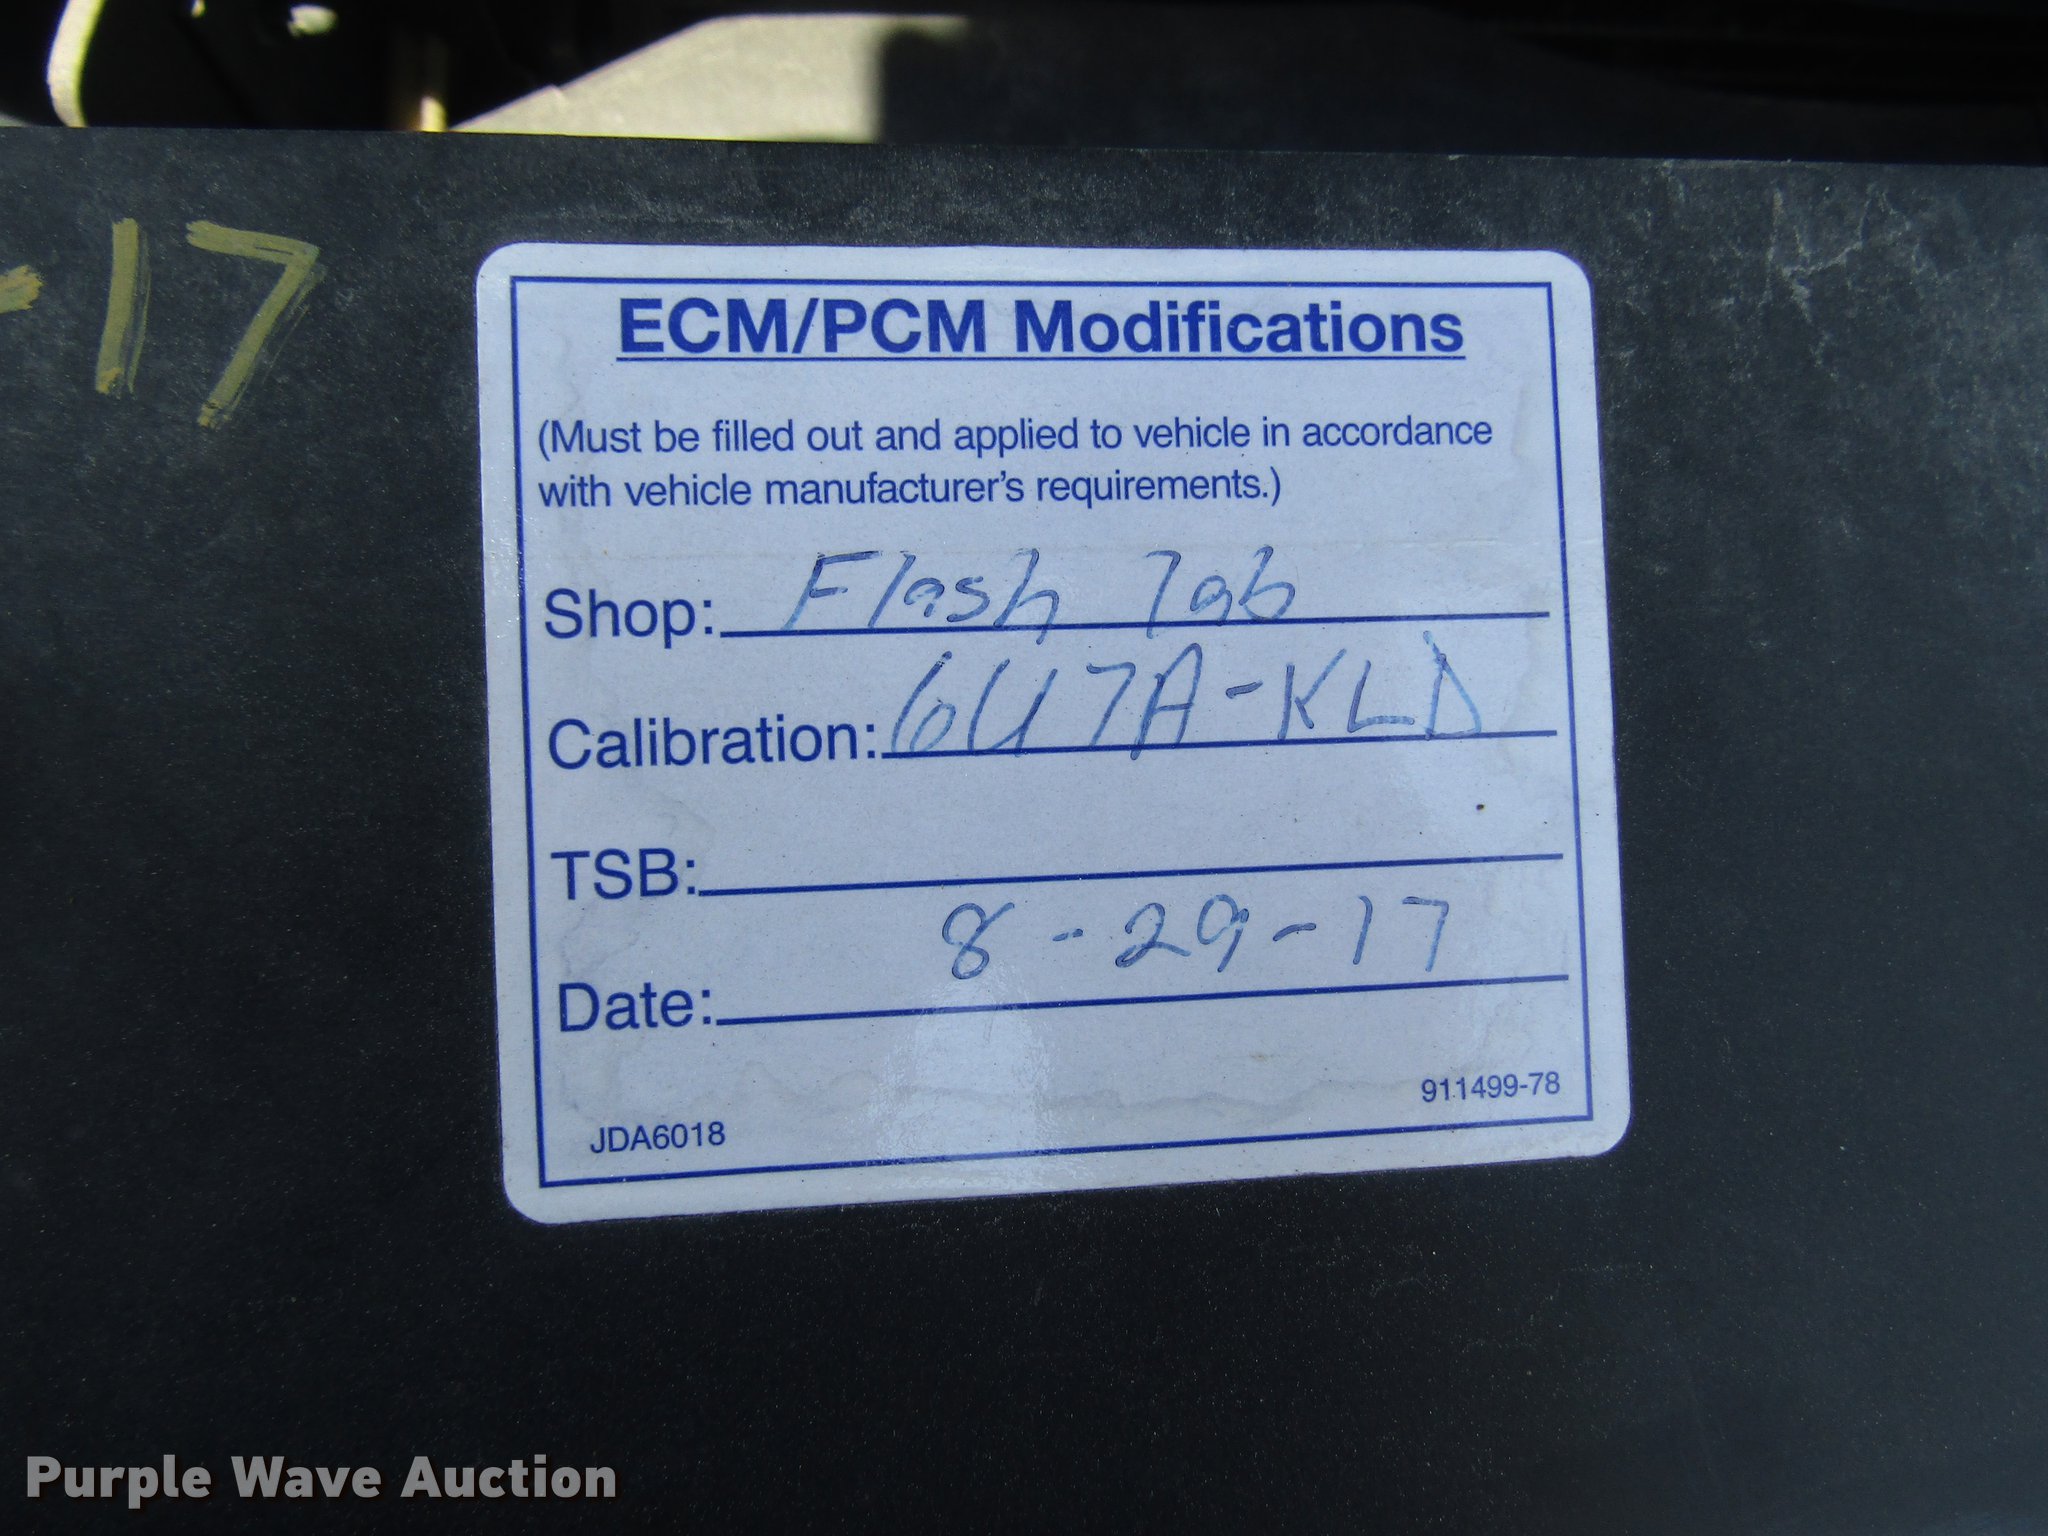 -17
ECM/PCM Modifications
(Must be filled out and applied to vehicle in accordance
with vehicle manufacturer's requirements.)
Shop: Flash Tab
Calibration: 6U7A-KLD
TSB:
8-29-17
Date:
911499-78
JDA6018
Purple Wave Auction